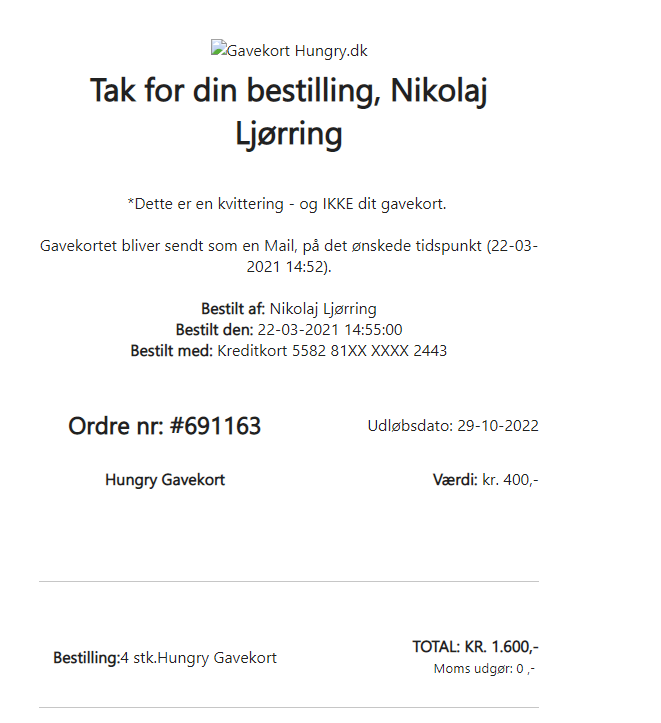 Gavekort Hungry.dk
Tak for din bestilling, Nikolaj
Ljørring
*Dette er en kvittering - og IKKE dit gavekort.
Gavekortet bliver sendt som en Mail, på det ønskede tidspunkt (22-03-
2021 14:52).
Bestilt af: Nikolaj Ljørring
Bestilt den: 22-03-2021 14:55:00
Bestilt med: Kreditkort 5582 81XX XXXX 2443
Ordre nr: #691163
Udløbsdato: 29-10-2022
Hungry Gavekort
Værdi: kr. 400,-
Bestilling:4 stk.Hungry Gavekort
TOTAL: KR. 1.600,-
Moms udgør: 0 ,-